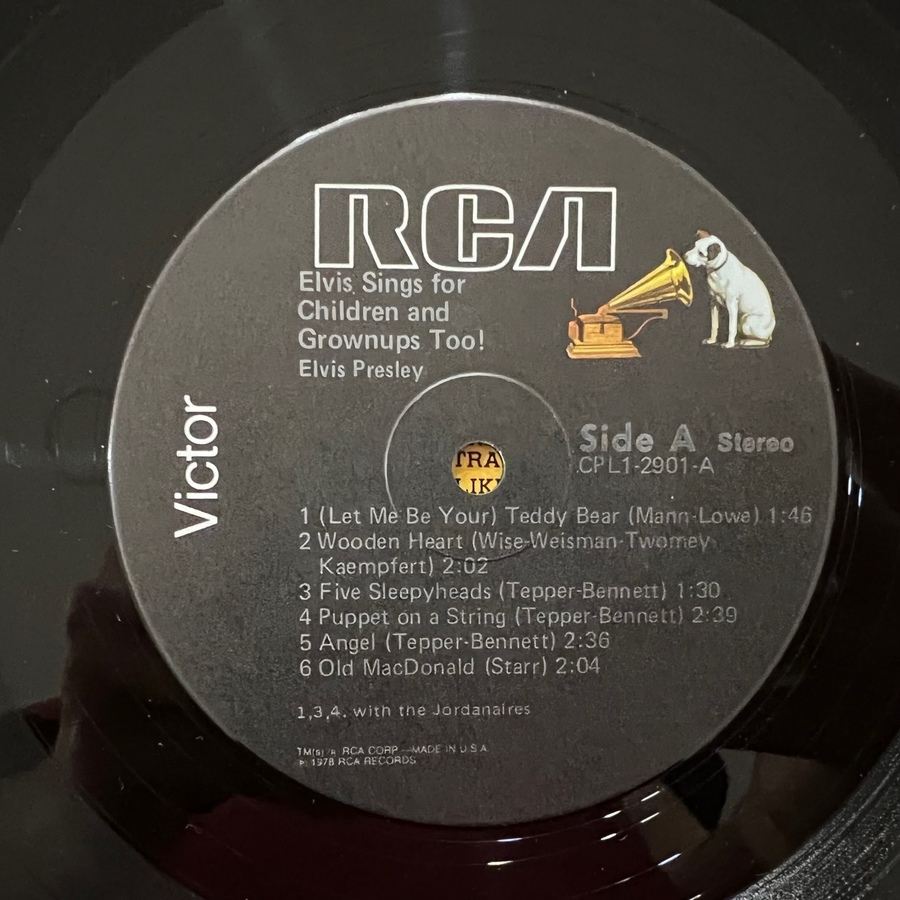 RCA
Elvis Sings for
Children and
Grownups Too!
Elvis Presley
Victor
Side A Stereo
CPL1-2901-A
TRA
LIK
1 (Let Me Be Your) Teddy Bear (Mann-Lowe) 1:46
2 Wooden Heart (Wise-Weisman-Twomey
Kaempfert) 2:02
3 Five Sleepyheads (Tepper-Bennett) 1:30
4 Puppet on a String (Tepper-Bennett) 2:39
5 Angel (Tepper-Bennett) 2:36
6 Old MacDonald (Starr) 2:04
1,3,4, with the Jordanaires
TM(s) ® RCA CORP—MADE IN U.S.A.
℗ 1978 RCA RECORDS